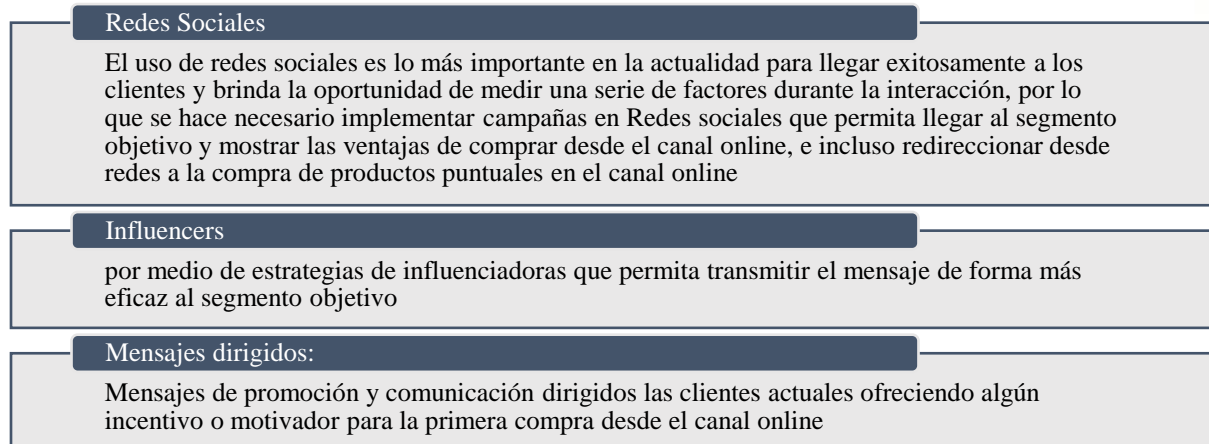 Redes Sociales
El uso de redes sociales es lo más importante en la actualidad para llegar exitosamente a los
clientes y brinda la oportunidad de medir una serie de factores durante la interacción, por lo
que se hace necesario implementar campañas en Redes sociales que permita llegar al segmento
objetivo y mostrar las ventajas de comprar desde el canal online, e incluso redireccionar desde
redes a la compra de productos puntuales en el canal online
Influencers
por medio de estrategias de influenciadoras que permita transmitir el mensaje de forma más
eficaz al segmento objetivo
Mensajes dirigidos:
Mensajes de promoción y comunicación dirigidos las clientes actuales ofreciendo algún
incentivo o motivador para la primera compra desde el canal online